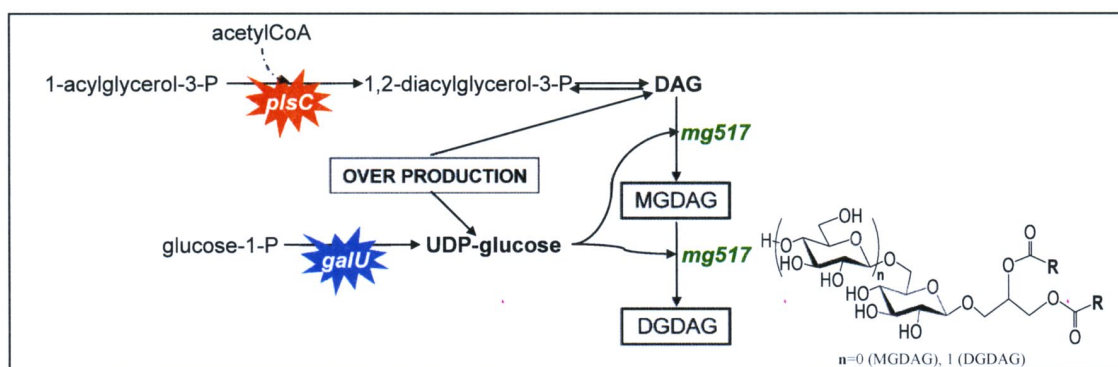 acetylCoA
1-acylglycerol-3-P
plsC
1,2-diacylglycerol-3-P
DAG
mg517
OVER PRODUCTION
MGDAG
glucose-1-P
galU
UDP-glucose
mg517
DGDAG
OH
O
H-O
HO
HO
O
n
O
HO
HO
HO
O
O
O
O
R
O
R
O
n=0 (MGDAG), 1 (DGDAG)